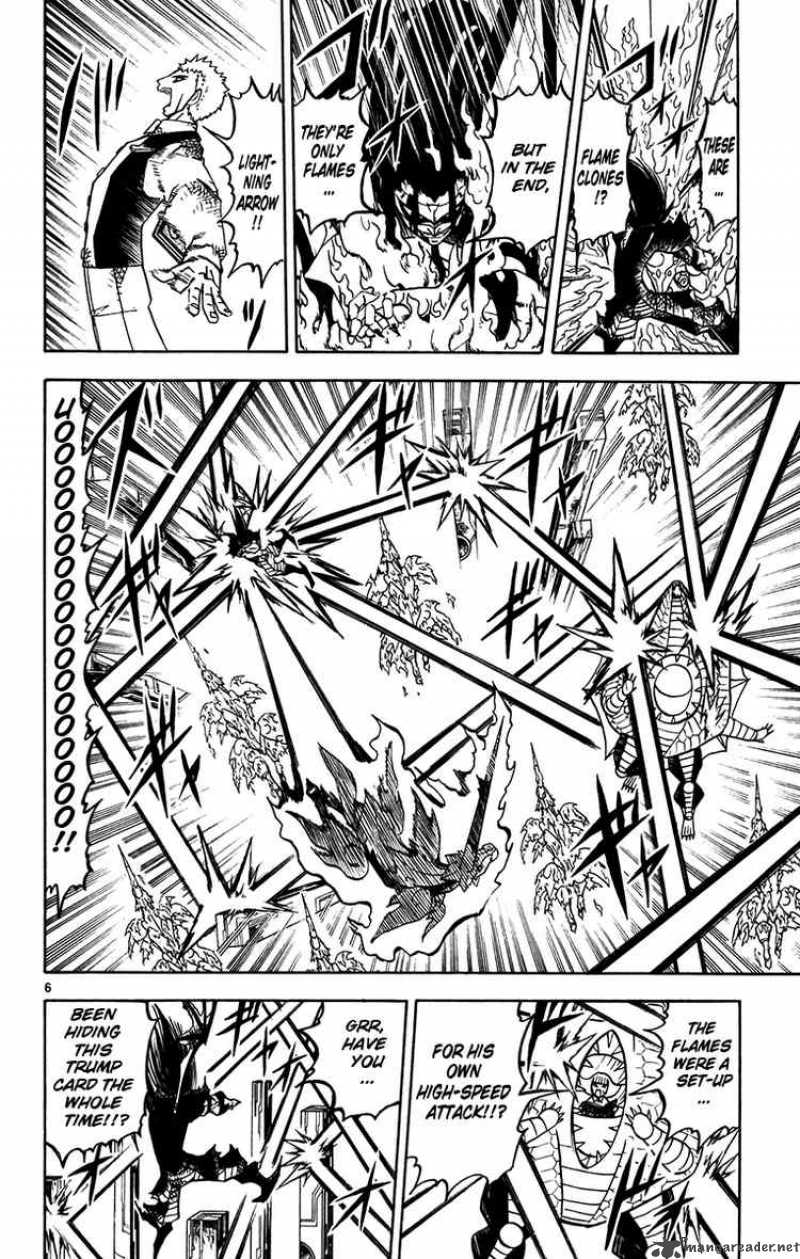 THESE
ARE
...
FLAME
CLONES
!?
BUT
IN THE
END,
THEY'RE
ONLY
FLAMES
...
LIGHT-
NING
ARROW
!!
UOOOOOOOOOOOOOOOOOOOO!!
6
THE
FLAMES
WERE A
SET-UP
...
FOR HIS
OWN
HIGH-SPEED
ATTACK!!?
GRR,
HAVE
YOU
...
BEEN
HIDING
THIS
TRUMP
CARD THE
WHOLE
TIME!!?
mangareader.net